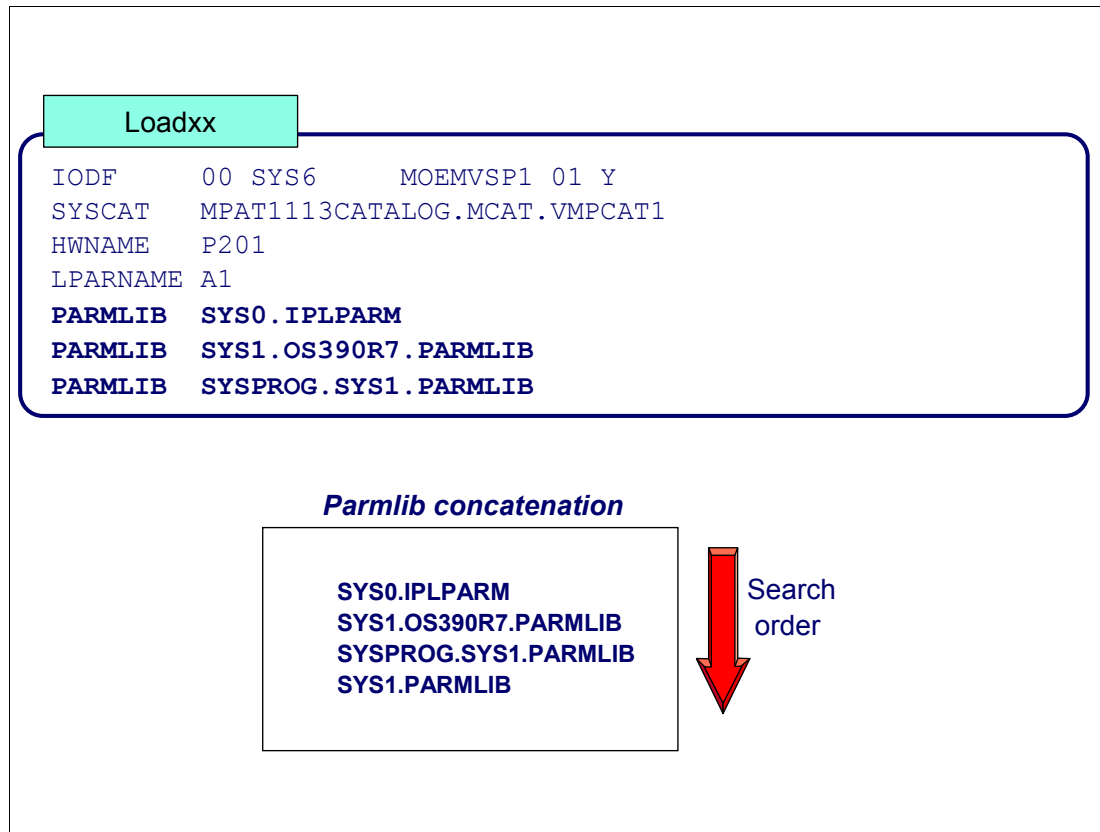 Loadxx
IODF     00 SYS6     MOEMVSP1 01 Y
SYSCAT   MPAT1113CATALOG.MCAT.VMPCAT1
HWNAME   P201
LPARNAME A1
PARMLIB  SYS0.IPLPARM
PARMLIB  SYS1.OS390R7.PARMLIB
PARMLIB  SYSPROG.SYS1.PARMLIB
Parmlib concatenation
SYS0.IPLPARM
SYS1.OS390R7.PARMLIB
SYSPROG.SYS1.PARMLIB
SYS1.PARMLIB
Search
order